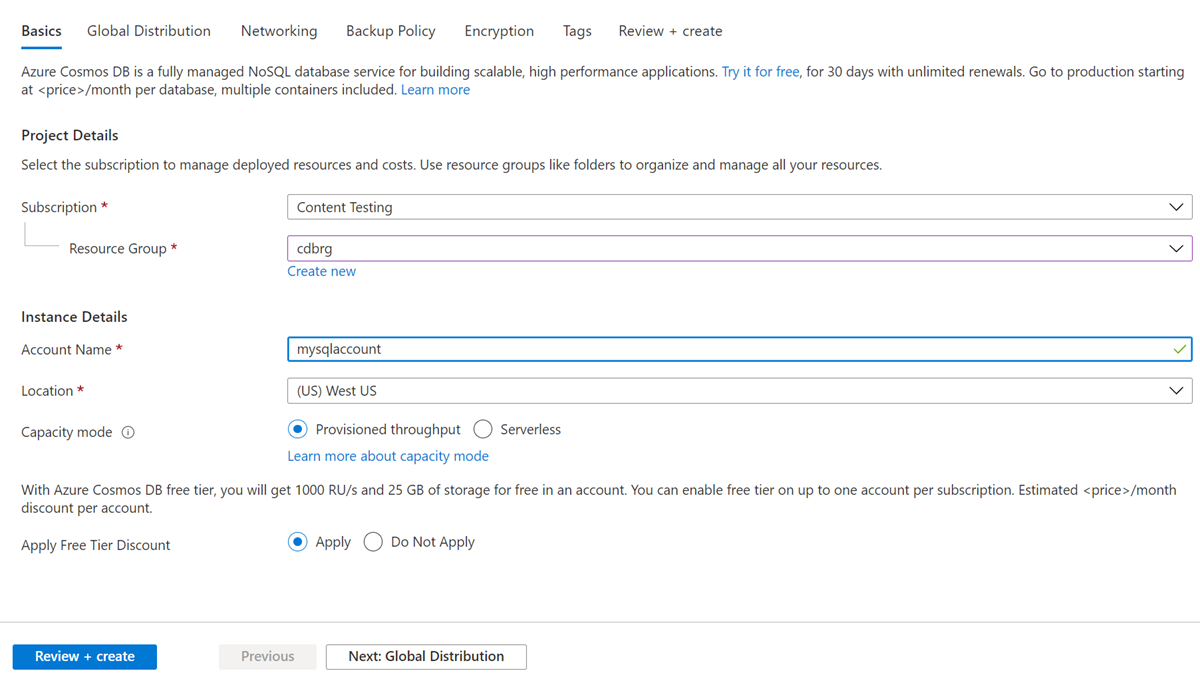 Basics Global Distribution Networking Backup Policy Encryption Tags Review + create
Azure Cosmos DB is a fully managed NoSQL database service for building scalable, high performance applications. Try it for free, for 30 days with unlimited renewals. Go to production starting
at <price>/month per database, multiple containers included. Learn more
Project Details
Select the subscription to manage deployed resources and costs. Use resource groups like folders to organize and manage all your resources.
Subscription * Content Testing
Resource Group * cdbrg
Create new
Instance Details
Account Name * mysqlaccount
Location * (US) West US
Capacity mode Provisioned throughput Serverless
Learn more about capacity mode
With Azure Cosmos DB free tier, you will get 1000 RU/s and 25 GB of storage for free in an account. You can enable free tier on up to one account per subscription. Estimated <price>/month
discount per account.
Apply Free Tier Discount Apply Do Not Apply
Review + create Previous Next: Global Distribution